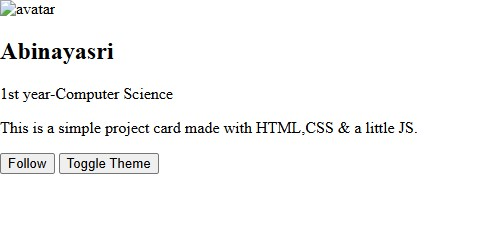 avatar
Abinayasri
1st year-Computer Science
This is a simple project card made with HTML,CSS & a little JS.
Follow Toggle Theme